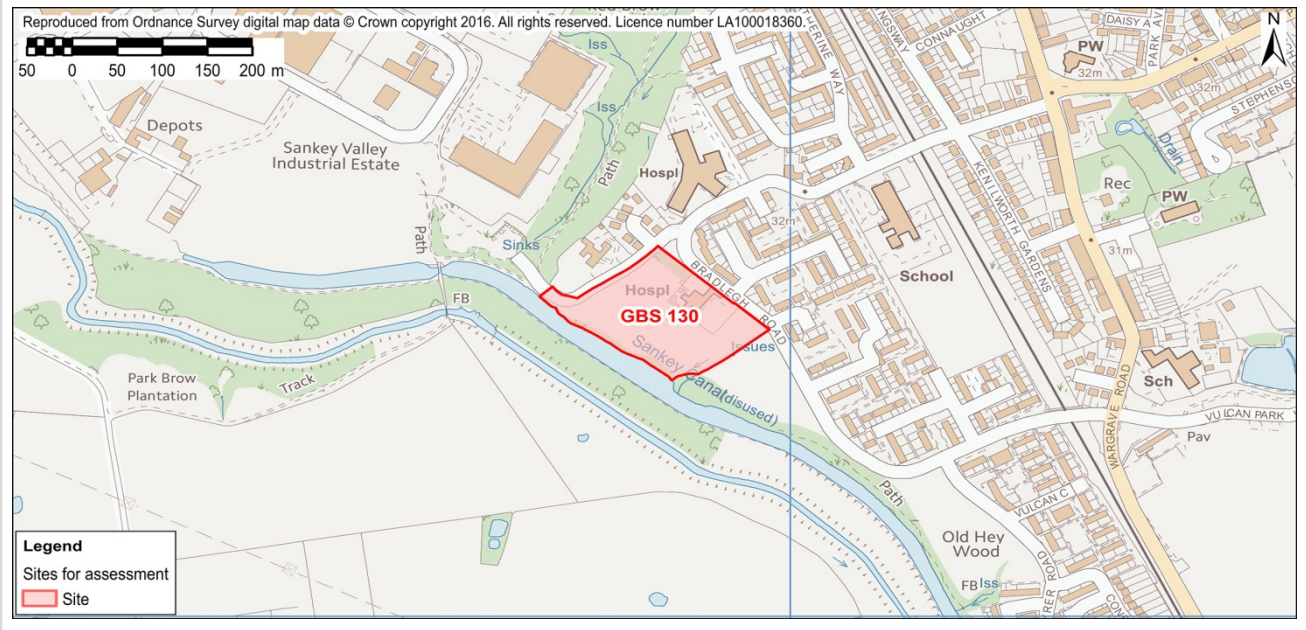 Reproduced from Ordnance Survey digital map data © Crown copyright 2016. All rights reserved. Licence number LA100018360.
50 0 50 100 150 200 m
N
Iss
Iss
Depots
Sankey Valley
Industrial Estate
Path
Hospl
CONNAUGHT
DAISY A
PARK AV
PW
32m
32m
Drain
Rec
PW
31m
KENILWORTH GARDENS
32m
School
Path
Sinks
FB
BRADLEGH ROAD
Hospl
GBS 130
Issues
Sankey Canal (disused)
Park Brow
Plantation
Track
WARGRAVE ROAD
Sch
VULCAN PARK
Pav
Path
VULCAN C
Old Hey
Wood
FB
Iss
Legend
Sites for assessment
Site